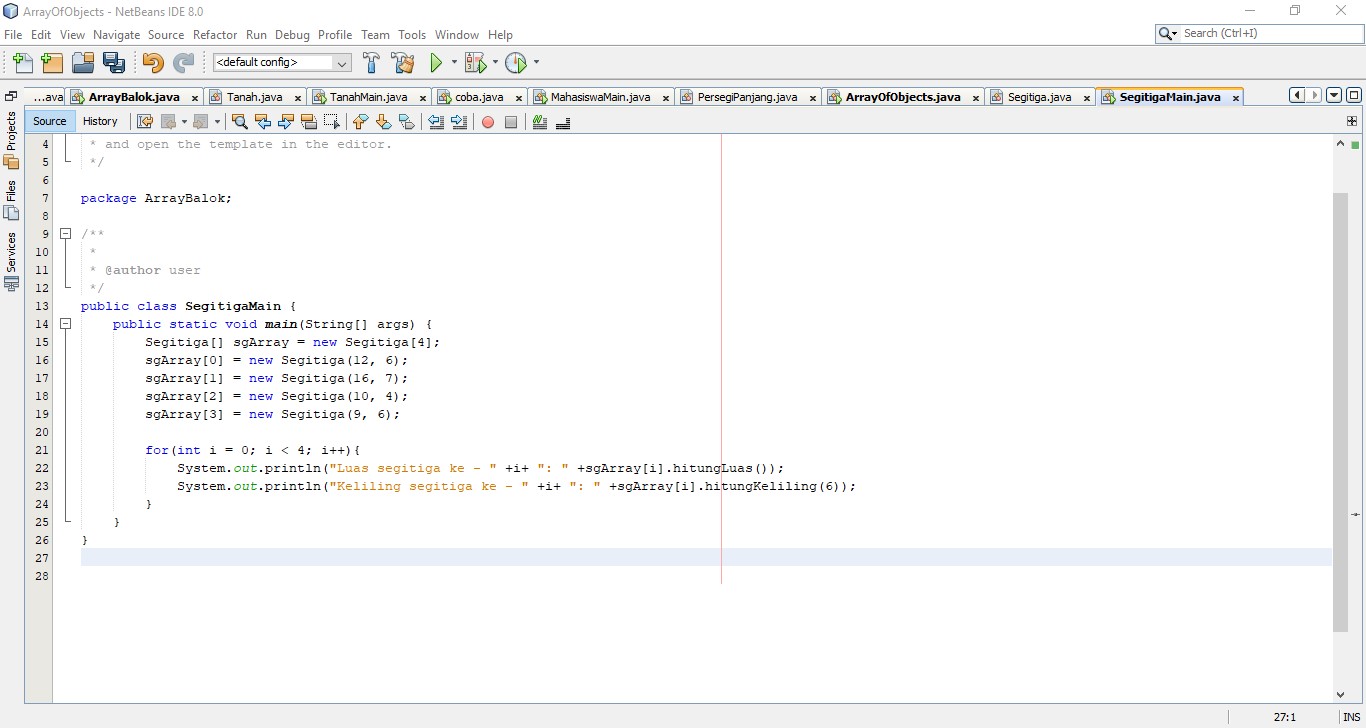 ArrayOfObjects - NetBeans IDE 8.0
File Edit View Navigate Source Refactor Run Debug Profile Team Tools Window Help
Search (Ctrl+I)
<default config>
...ava ArrayBalok.java Tanah.java TanahMain.java coba.java MahasiswaMain.java PersegiPanjang.java ArrayOfObjects.java Segitiga.java SegitigaMain.java
Source History
Projects
Files
Services
4 * and open the template in the editor.
5 */
6
7 package ArrayBalok;
8
9 /**
10 *
11 * @author user
12 */
13 public class SegitigaMain {
14 public static void main(String[] args) {
15 Segitiga[] sgArray = new Segitiga[4];
16 sgArray[0] = new Segitiga(12, 6);
17 sgArray[1] = new Segitiga(16, 7);
18 sgArray[2] = new Segitiga(10, 4);
19 sgArray[3] = new Segitiga(9, 6);
20
21 for(int i = 0; i < 4; i++){
22 System.out.println("Luas segitiga ke - " +i+ ": " +sgArray[i].hitungLuas());
23 System.out.println("Keliling segitiga ke - " +i+ ": " +sgArray[i].hitungKeliling(6));
24 }
25 }
26 }
27
28
27:1 INS